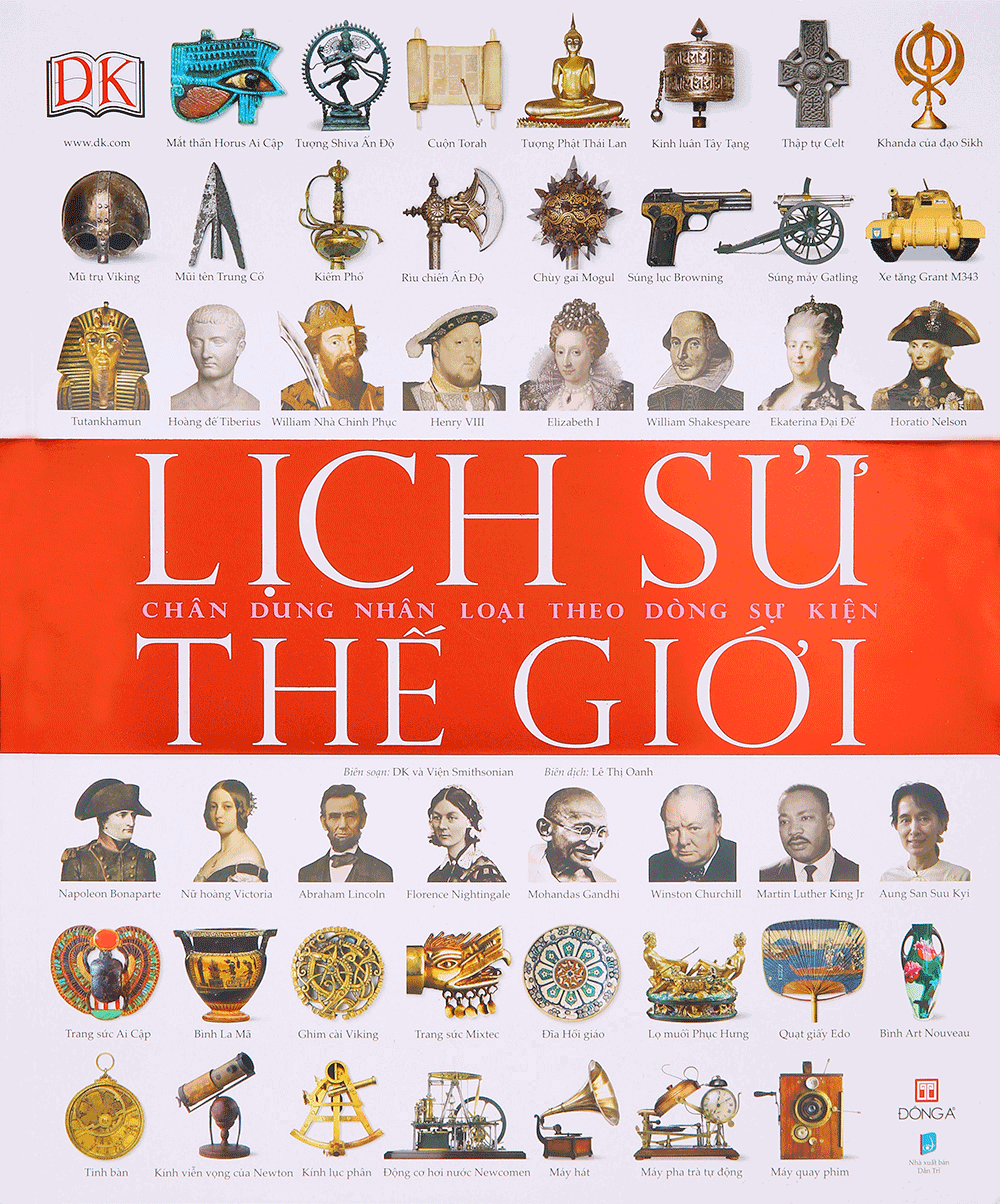 DK
www.dk.com
Mắt thần Horus Ai Cập
Tượng Shiva Ấn Độ
Cuộn Torah
Tượng Phật Thái Lan
Kinh luân Tây Tạng
Thập tự Celt
Khanda của đạo Sikh
Mũ trụ Viking
Mũi tên Trung Cổ
Kiếm Phổ
Rìu chiến Ấn Độ
Chùy gai Mogul
Súng lục Browning
Súng máy Gatling
Xe tăng Grant M343
Tutankhamun
Hoàng đế Tiberius
William Nhà Chinh Phục
Henry VIII
Elizabeth I
William Shakespeare
Ekaterina Đại Đế
Horatio Nelson
LỊCH SỬ
CHÂN DUNG NHÂN LOẠI THEO DÒNG SỰ KIỆN
THẾ GIỚI
Biên soạn: DK và Viện Smithsonian
Biên dịch: Lê Thị Oanh
Napoleon Bonaparte
Nữ hoàng Victoria
Abraham Lincoln
Florence Nightingale
Mohandas Gandhi
Winston Churchill
Martin Luther King Jr
Aung San Suu Kyi
Trang sức Ai Cập
Bình La Mã
Ghim cài Viking
Trang sức Mixtec
Đĩa Hồi giáo
Lọ muối Phục Hưng
Quạt giấy Edo
Bình Art Nouveau
Tinh bàn
Kính viễn vọng của Newton
Kính lục phân
Động cơ hơi nước Newcomen
Máy hát
Máy pha trà tự động
Máy quay phim
ĐÔNG A
Nhà xuất bản
Dân Trí